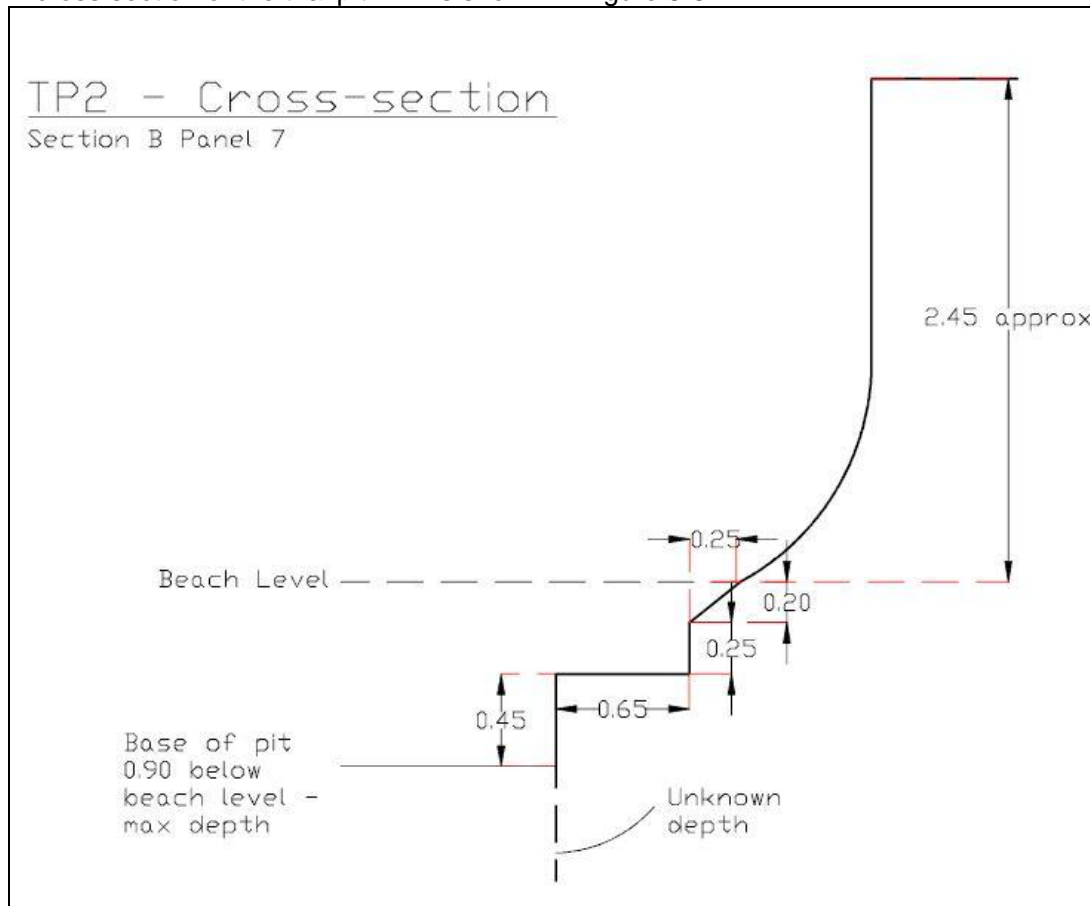 TP2 - Cross-section
Section B Panel 7
2.45 approx
0.25
Beach Level
0.20
0.25
0.45
0.65
Base of pit
0.90 below
beach level -
max depth
Unknown
depth